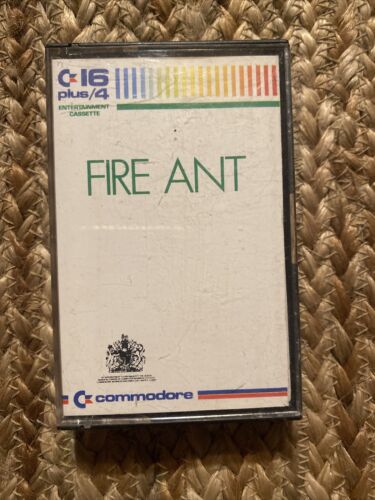 C16
plus/4
ENTERTAINMENT
CASSETTE
FIRE ANT
commodore